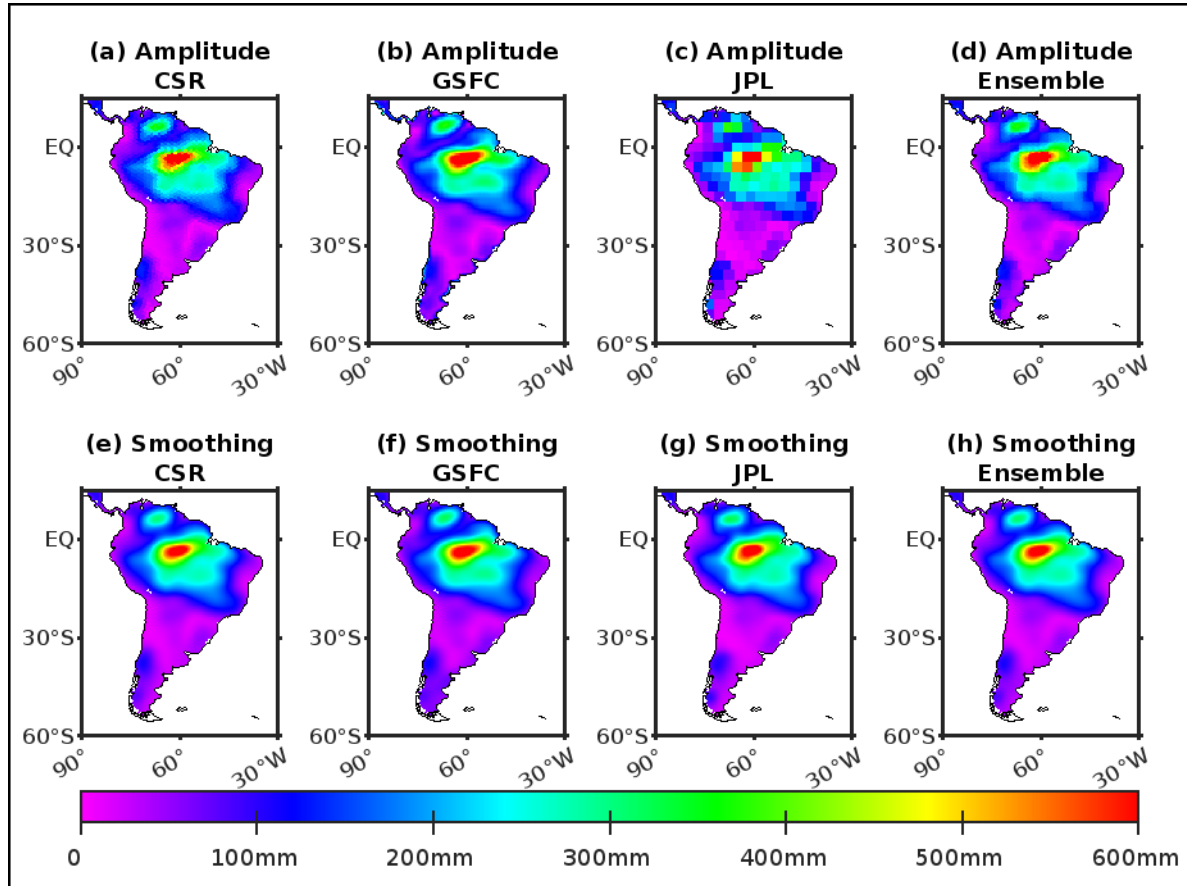 (a) Amplitude
CSR
(b) Amplitude
GSFC
(c) Amplitude
JPL
(d) Amplitude
Ensemble
EQ
30°S
60°S
90°
60°
30°W
EQ
30°S
60°S
90°
60°
30°W
EQ
30°S
60°S
90°
60°
30°W
EQ
30°S
60°S
90°
60°
30°W
(e) Smoothing
CSR
(f) Smoothing
GSFC
(g) Smoothing
JPL
(h) Smoothing
Ensemble
EQ
30°S
60°S
90°
60°
30°W
EQ
30°S
60°S
90°
60°
30°W
EQ
30°S
60°S
90°
60°
30°W
EQ
30°S
60°S
90°
60°
30°W
0 100mm 200mm 300mm 400mm 500mm 600mm